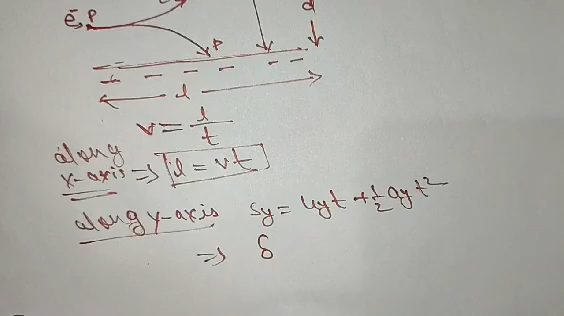 e⁻, P
d
P
l
v = l/t
along
x-axis ⇒ l = vt
along y-axis Sy = uyt + 1/2 ayt²
⇒ δ